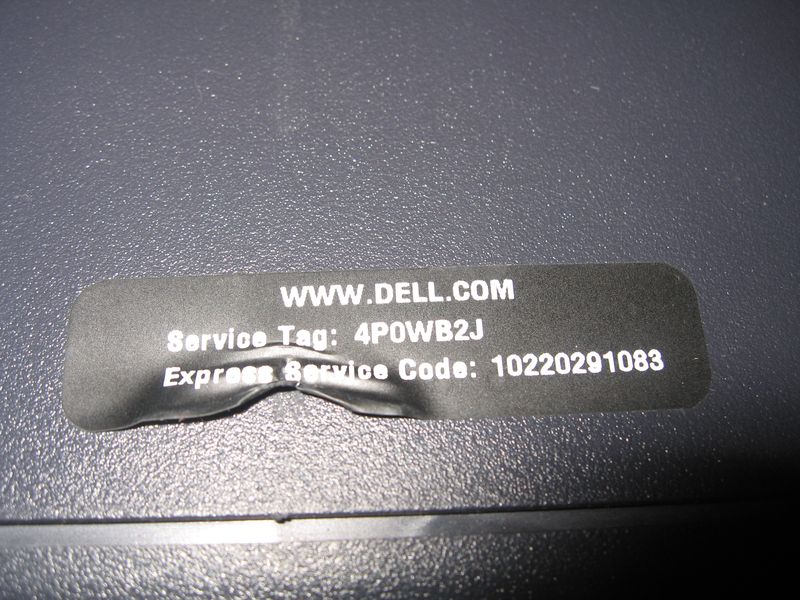 WWW.DELL.COM
Service Tag: 4P0WB2J
Express Service Code: 10220291083